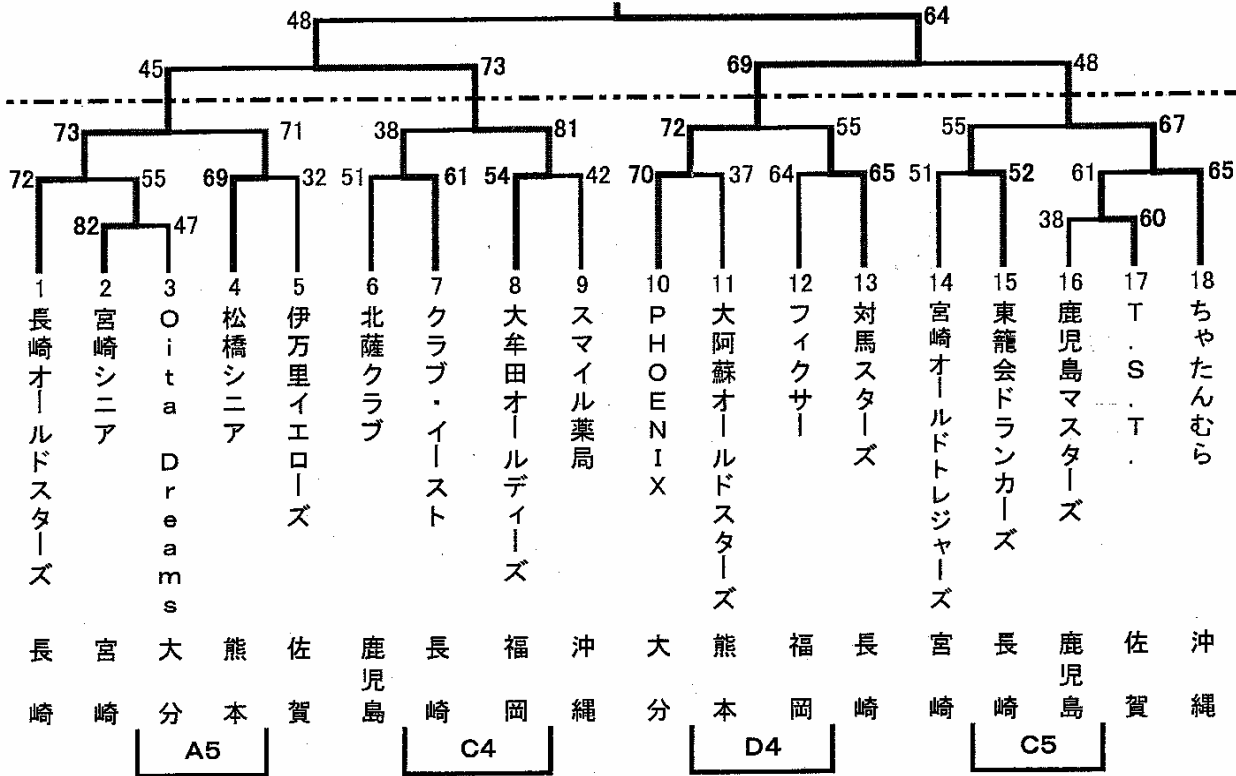 48 64
45 73 69 48
73 71 38 81 72 55 55 67
72 55 69 32 51 61 54 42 70 37 64 65 51 52 61 65
82 47 38 60
1 2 3 4 5 6 7 8 9 10 11 12 13 14 15 16 17 18
長崎オールドスターズ
宮崎シニア
Oita Dreams
松橋シニア
伊万里イエローズ
北薩クラブ
クラブ・イースト
大牟田オールディーズ
スマイル薬局
PHOENIX
大阿蘇オールドスターズ
フィクサー
対馬スターズ
宮崎オールドトレジャーズ
東籠会ドランカーズ
鹿児島マスターズ
T.S.T.
ちゃたんむら
長崎
宮崎
大分
熊本
佐賀
鹿児島
長崎
福岡
沖縄
大分
熊本
福岡
長崎
宮崎
長崎
鹿児島
佐賀
沖縄
A5 C4 D4 C5